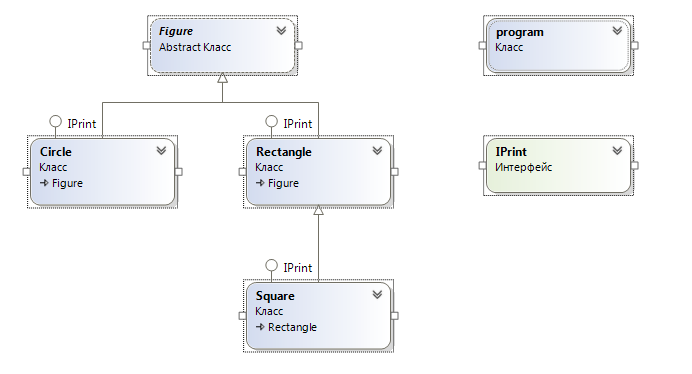 Figure
Abstract Класс
program
Класс
IPrint
IPrint
Circle
Класс
Figure
Rectangle
Класс
Figure
IPrint
Интерфейс
IPrint
Square
Класс
Rectangle